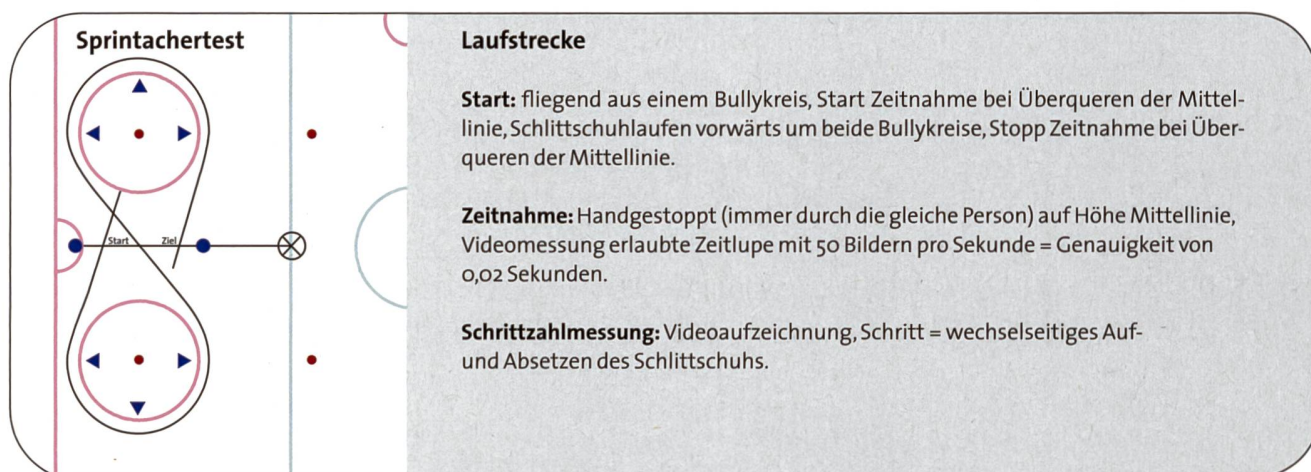 Sprintachertest
Start
Ziel
Laufstrecke
Start: fliegend aus einem Bullykreis, Start Zeitnahme bei Überqueren der Mittel-
linie, Schlittschuhlaufen vorwärts um beide Bullykreise, Stopp Zeitnahme bei Über-
queren der Mittellinie.
Zeitnahme: Handgestoppt (immer durch die gleiche Person) auf Höhe Mittellinie,
Videomessung erlaubte Zeitlupe mit 50 Bildern pro Sekunde = Genauigkeit von
0,02 Sekunden.
Schrittzahlmessung: Videoaufzeichnung, Schritt = wechselseitiges Auf-
und Absetzen des Schlittschuhs.